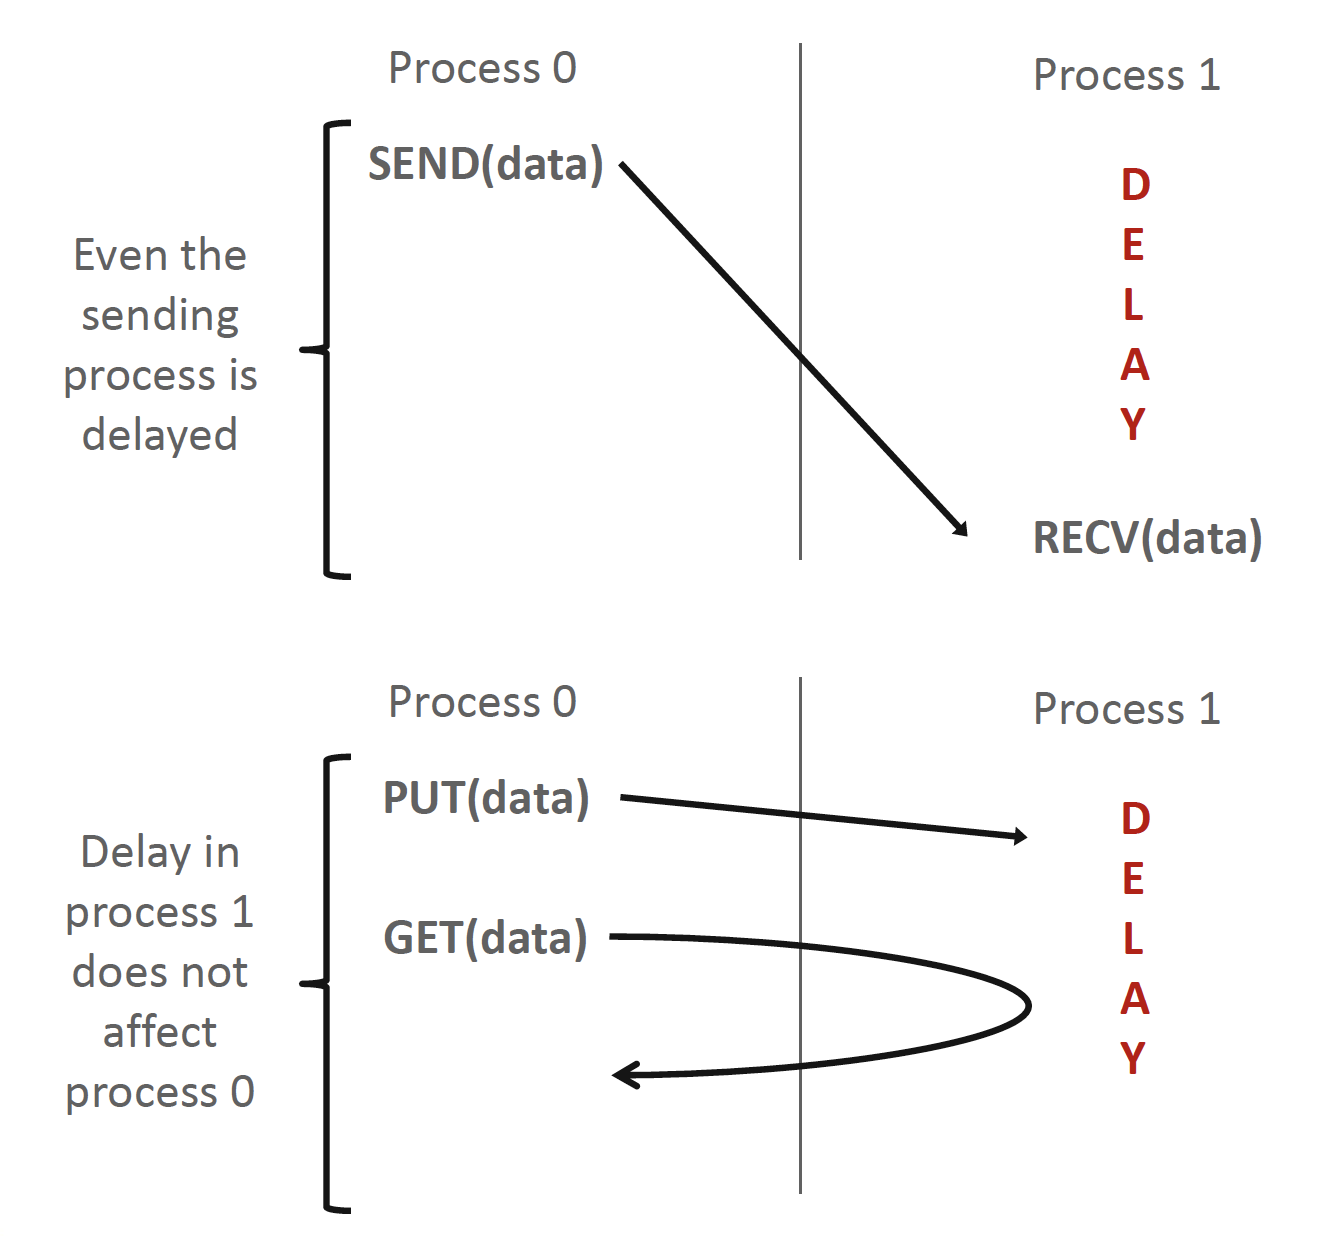 Process 0
Process 1
SEND(data)
D
E
L
A
Y
Even the
sending
process is
delayed
RECV(data)
Process 0
Process 1
PUT(data)
D
E
L
A
Y
Delay in
process 1
does not
affect
process 0
GET(data)